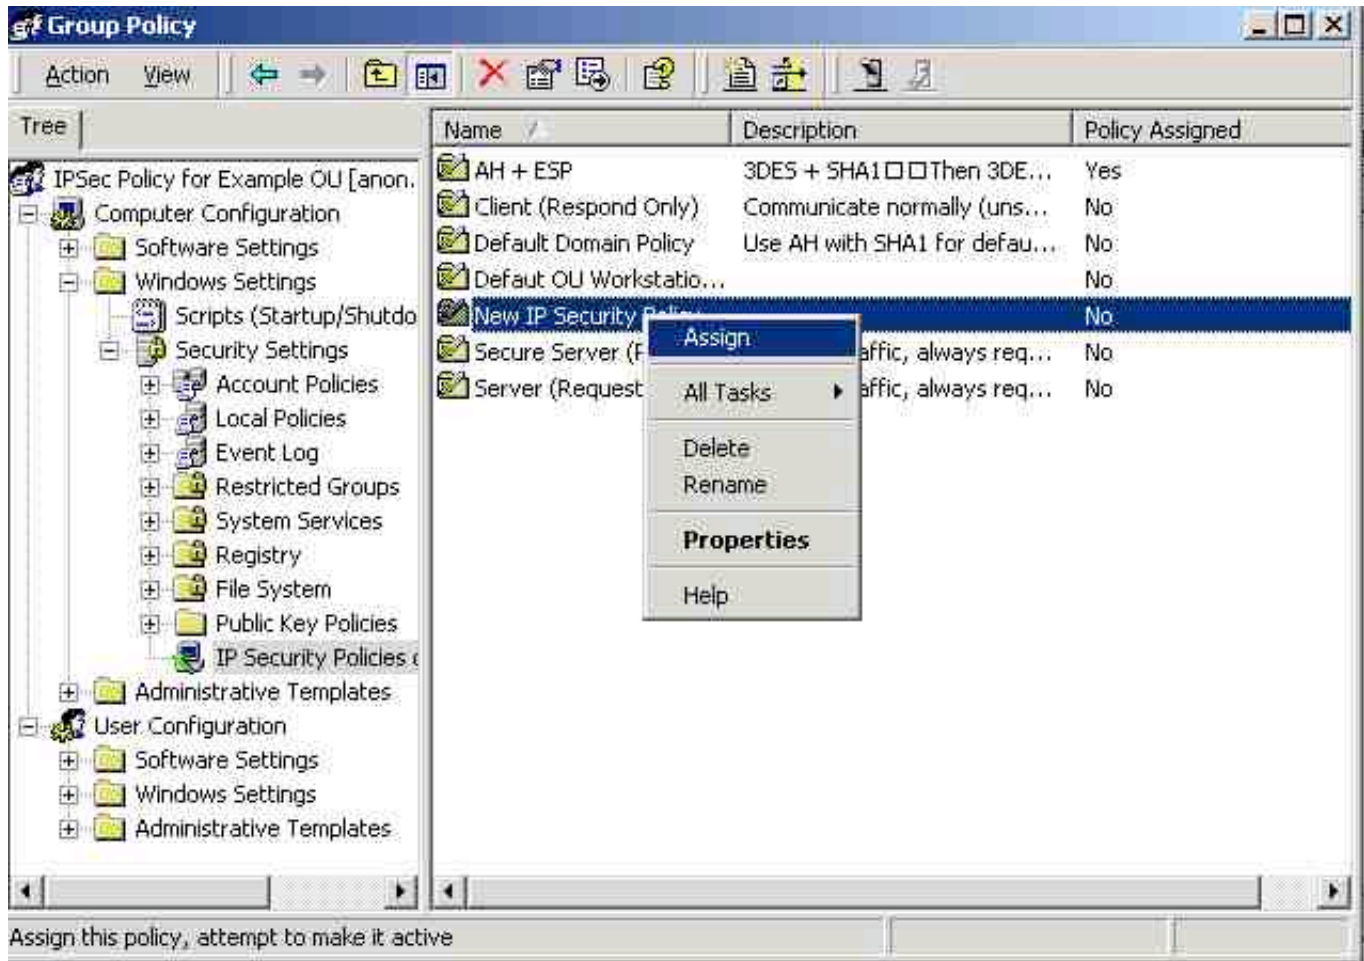 Group Policy
Action View
Tree
IPSec Policy for Example OU [anon.
Computer Configuration
Software Settings
Windows Settings
Scripts (Startup/Shutdo
Security Settings
Account Policies
Local Policies
Event Log
Restricted Groups
System Services
Registry
File System
Public Key Policies
IP Security Policies
Administrative Templates
User Configuration
Software Settings
Windows Settings
Administrative Templates
Name Description Policy Assigned
AH + ESP 3DES + SHA1□□Then 3DE... Yes
Client (Respond Only) Communicate normally (uns... No
Default Domain Policy Use AH with SHA1 for defau... No
Defaut OU Workstatio... No
New IP Security Policy No
Secure Server (R affic, always req... No
Server (Request affic, always req... No
Assign
All Tasks
Delete
Rename
Properties
Help
Assign this policy, attempt to make it active